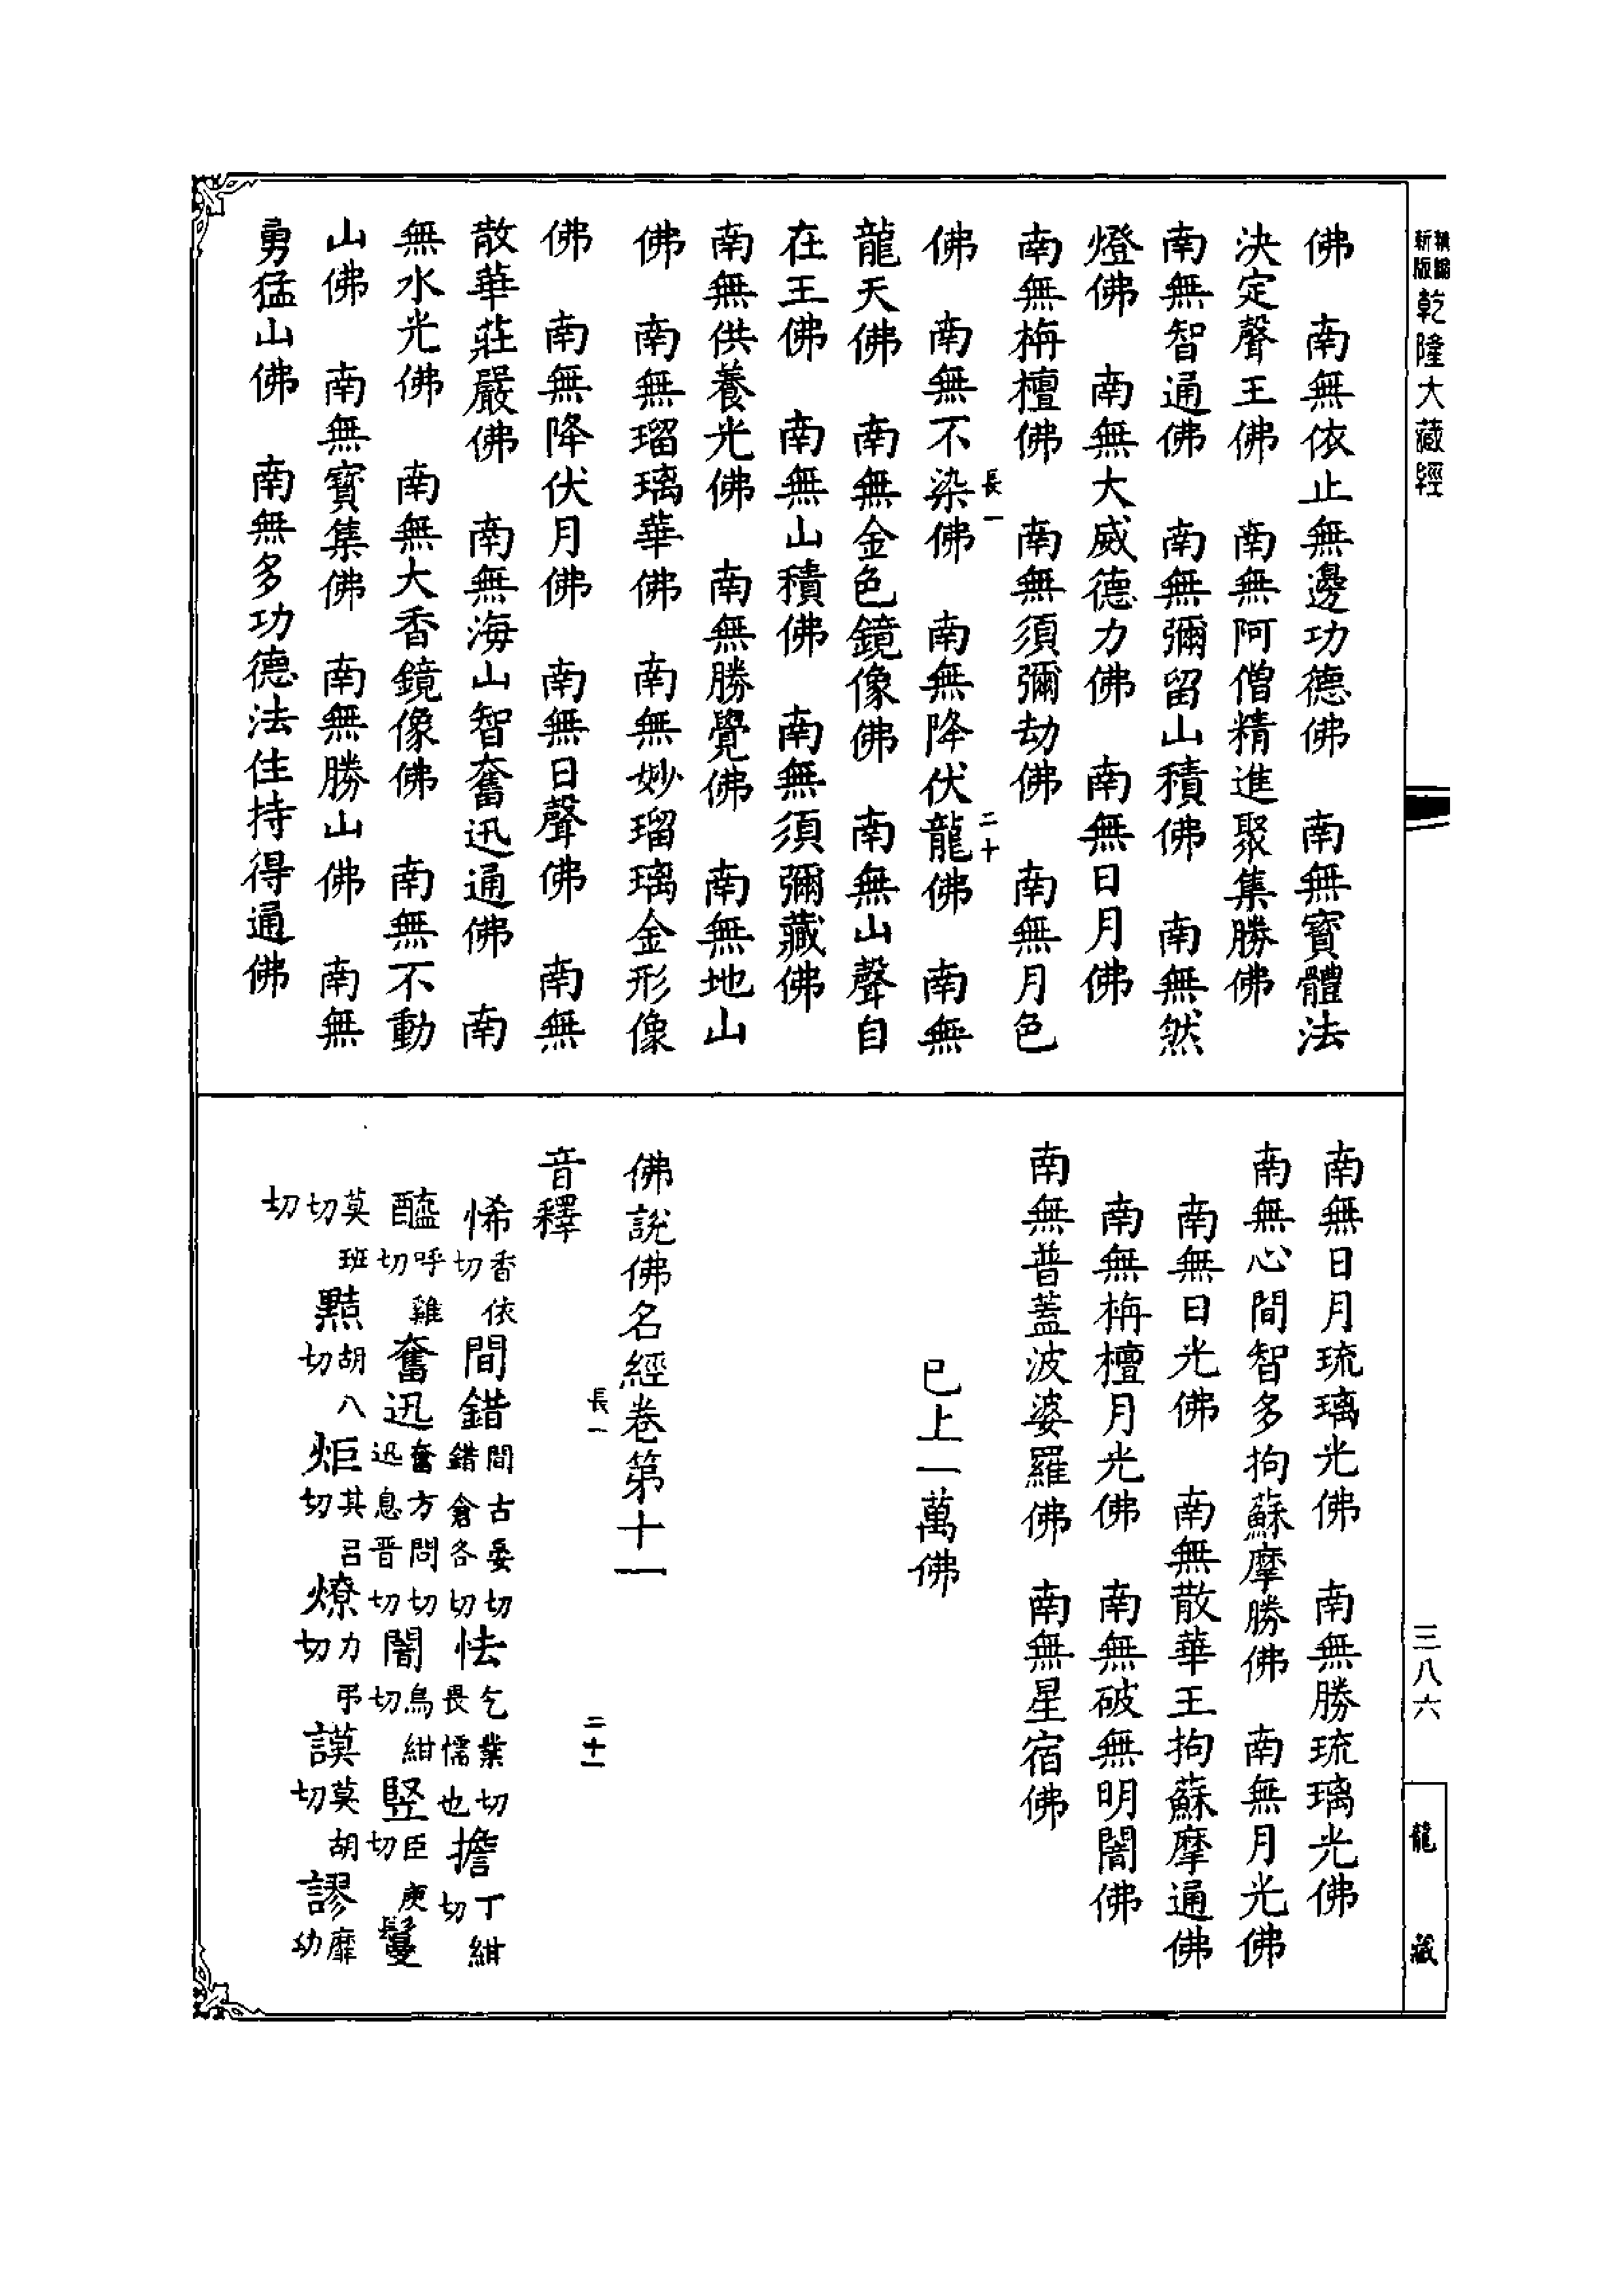 新版
乾隆大藏經
佛　南無依止無邊功德佛　南無寶體法
決定聲王佛　南無阿僧精進聚集勝佛
南無智通佛　南無彌留山積佛　南無然
燈佛　南無大威德力佛　南無日月佛
南無栴檀佛　南無須彌劫佛　南無月色
長一
二十
佛　南無不染佛　南無降伏龍佛　南無
龍天佛　南無金色鏡像佛　南無山聲自
在王佛　南無山積佛　南無須彌藏佛
南無供養光佛　南無勝覺佛　南無地山
佛　南無瑠璃華佛　南無妙瑠璃金形像
佛　南無降伏月佛　南無日聲佛　南無
散華莊嚴佛　南無海山智奮迅通佛　南
無水光佛　南無大香鏡像佛　南無不動
山佛　南無寶集佛　南無勝山佛　南無
勇猛山佛　南無多功德法住持得通佛
南無日月琉璃光佛　南無勝琉璃光佛
南無心間智多拘蘇摩勝佛　南無月光佛
南無日光佛　南無散華王拘蘇摩通佛
南無栴檀月光佛　南無破無明闇佛
南無普蓋波婆羅佛　南無星宿佛
已上一萬佛
佛說佛名經卷第十一
長一
二十一
音釋
悕香依切　間錯間古晏切錯倉各切　怯乞業切畏懦也　擔丁紺切
醯呼雞切　奮迅奮方問切迅息晉切　闇烏紺切　竪臣庾切　鬘
莫班切　黠胡八切　炬其呂切　燎力弔切　謨莫胡切　謬靡幼
切
三八六
龍藏